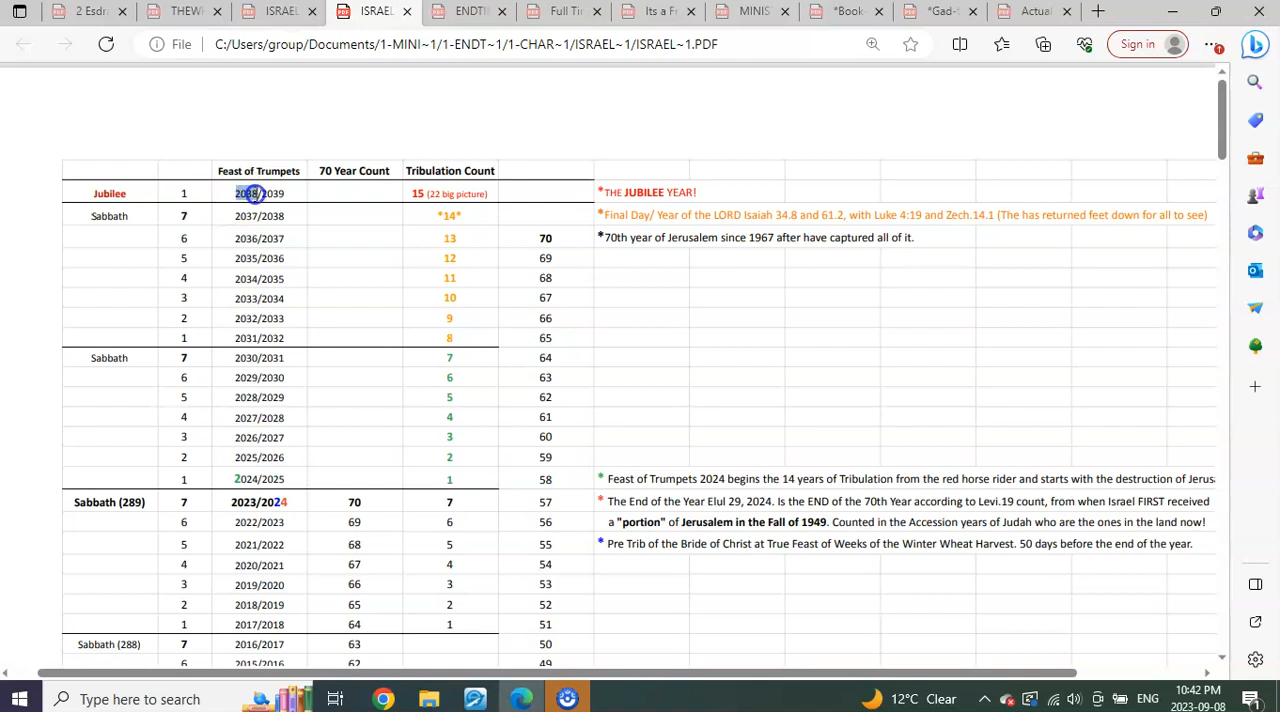 2 Esdra
THEWI
ISRAEL
ISRAEL
ENDTI
Full Tir
Its a Fr
MINIS
*Book-
*Gad-
Actual
File C:/Users/group/Documents/1-MINI~1/1-ENDT~1/1-CHAR~1/ISRAEL~1/ISRAEL~1.PDF Sign in
Feast of Trumpets 70 Year Count Tribulation Count
Jubilee 1 2038/2039 15 (22 big picture) *THE JUBILEE YEAR!
Sabbath 7 2037/2038 *14* *Final Day/ Year of the LORD Isaiah 34.8 and 61.2, with Luke 4:19 and Zech.14.1 (The has returned feet down for all to see)
6 2036/2037 13 70 *70th year of Jerusalem since 1967 after have captured all of it.
5 2035/2036 12 69
4 2034/2035 11 68
3 2033/2034 10 67
2 2032/2033 9 66
1 2031/2032 8 65
Sabbath 7 2030/2031 7 64
6 2029/2030 6 63
5 2028/2029 5 62
4 2027/2028 4 61
3 2026/2027 3 60
2 2025/2026 2 59
1 2024/2025 1 58 * Feast of Trumpets 2024 begins the 14 years of Tribulation from the red horse rider and starts with the destruction of Jerusa
Sabbath (289) 7 2023/2024 70 7 57 * The End of the Year Elul 29, 2024. Is the END of the 70th Year according to Levi.19 count, from when Israel FIRST received
6 2022/2023 69 6 56 a "portion" of Jerusalem in the Fall of 1949. Counted in the Accession years of Judah who are the ones in the land now!
5 2021/2022 68 5 55 * Pre Trib of the Bride of Christ at True Feast of Weeks of the Winter Wheat Harvest. 50 days before the end of the year.
4 2020/2021 67 4 54
3 2019/2020 66 3 53
2 2018/2019 65 2 52
1 2017/2018 64 1 51
Sabbath (288) 7 2016/2017 63 50
6 2015/2016 62 49
Type here to search 12°C Clear ENG 10:42 PM
2023-09-08